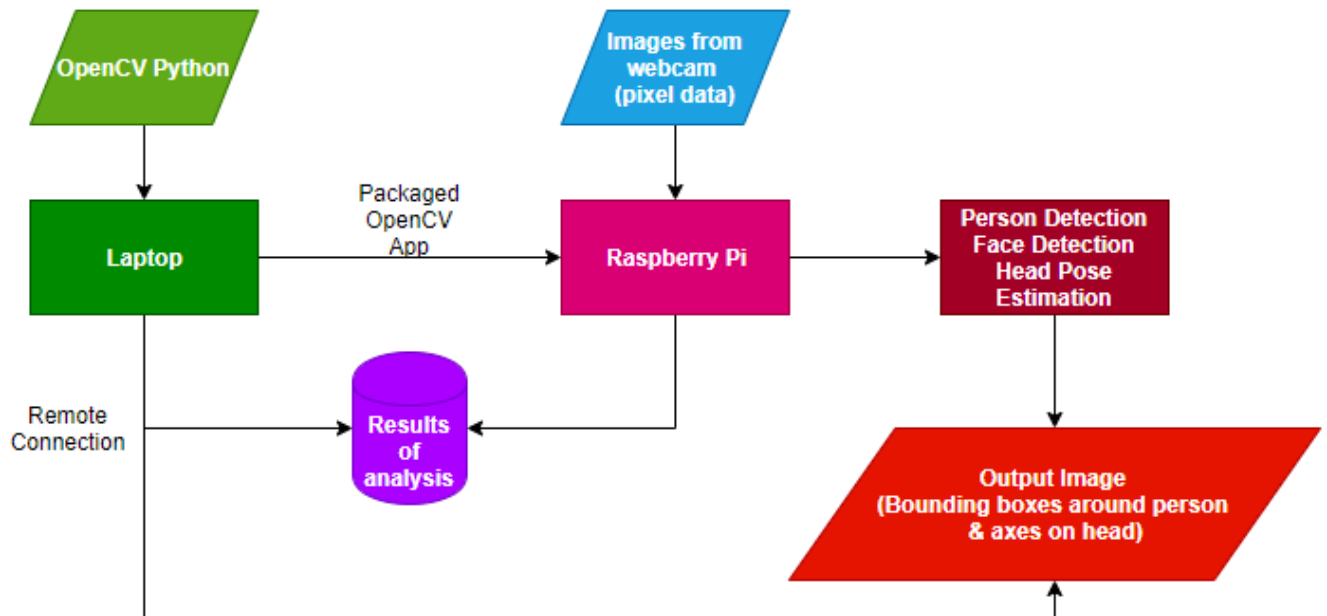 OpenCV Python
Images from
webcam
(pixel data)
Laptop
Packaged
OpenCV
App
Raspberry Pi
Person Detection
Face Detection
Head Pose
Estimation
Remote
Connection
Results
of
analysis
Output Image
(Bounding boxes around person
& axes on head)